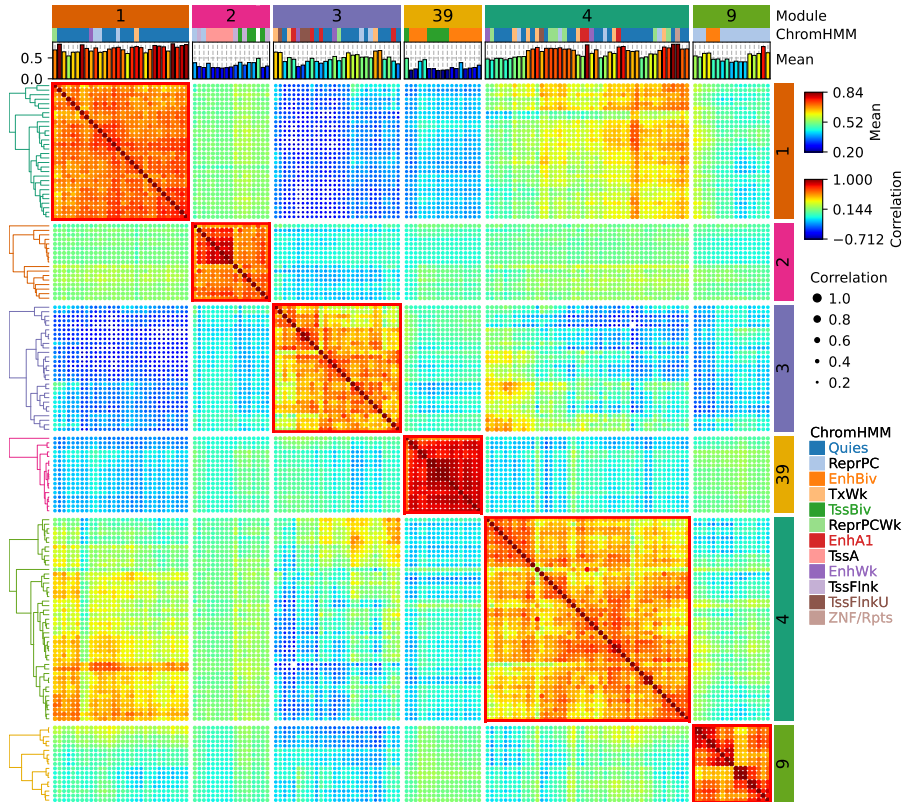 1 2 3 39 4 9 Module
ChromHMM
0.5
0.0
Mean
1
2
3
39
4
9
0.84
0.52
0.20
Mean
1.000
0.144
−0.712
Correlation
Correlation
1.0
0.8
0.6
0.4
0.2
ChromHMM
Quies
ReprPC
EnhBiv
TxWk
TssBiv
ReprPCWk
EnhA1
TssA
EnhWk
TssFlnk
TssFlnkU
ZNF/Rpts